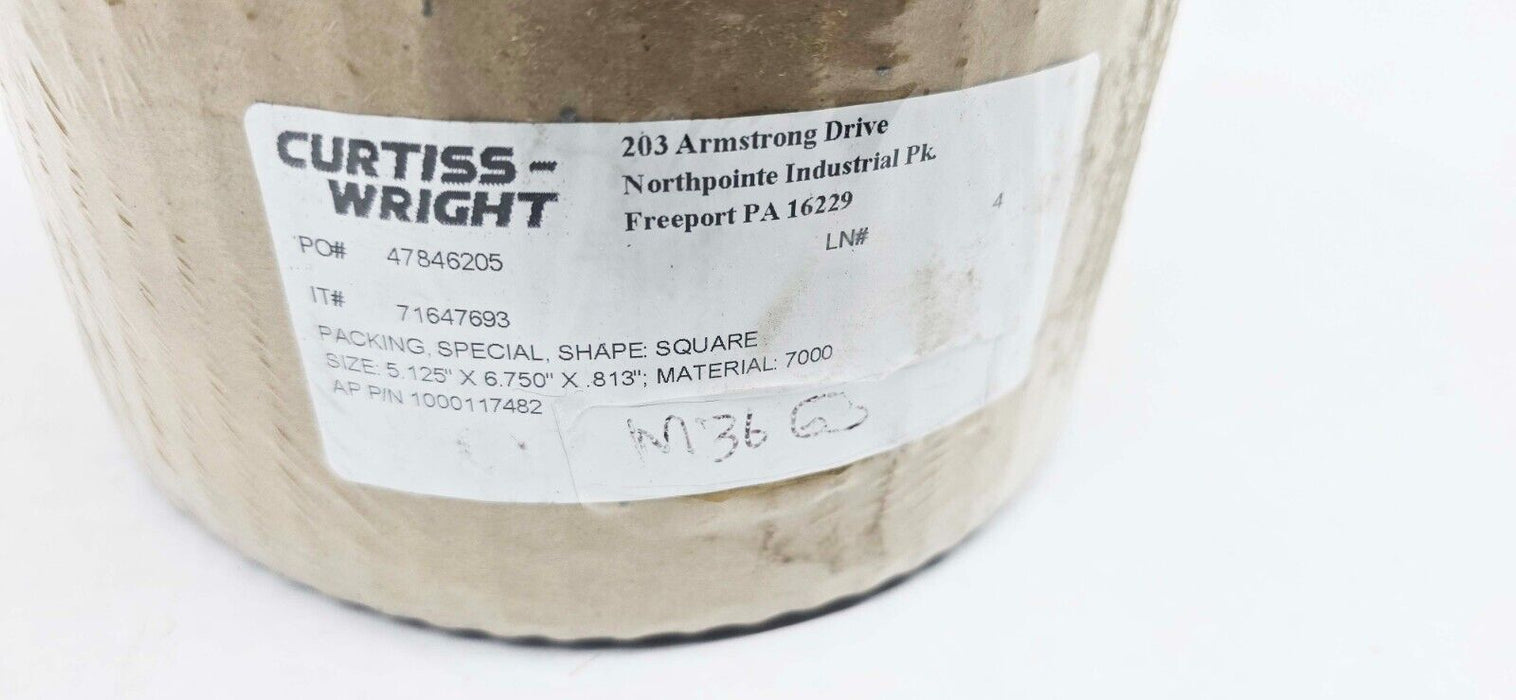 CURTISS-
WRIGHT
203 Armstrong Drive
Northpointe Industrial Pk.
Freeport PA 16229
PO# 47846205
LN# 4
IT# 71647693
PACKING, SPECIAL, SHAPE: SQUARE
SIZE: 5.125" X 6.750" X .813"; MATERIAL: 7000
AP P/N 1000117482
M36